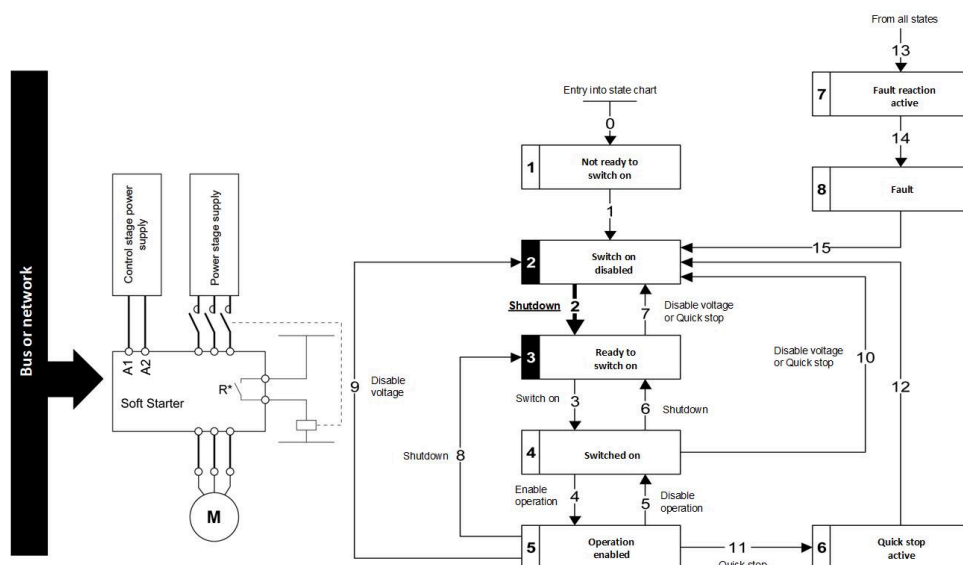 From all states
13
7
Fault reaction
active
14
8
Fault
15
Entry into state chart
0
1
Not ready to
switch on
1
2
Switch on
disabled
Shutdown
2
7
Disable voltage
or Quick stop
3
Ready to
switch on
Switch on
3
6
Shutdown
4
Switched on
Enable
operation
4
5
Disable
operation
5
Operation
enabled
11
Quick stop
6
Quick stop
active
Disable voltage
or Quick stop
10
12
9
Disable
voltage
Shutdown
8
Bus or network
Control stage power
supply
Power stage supply
A1
A2
R*
Soft Starter
M